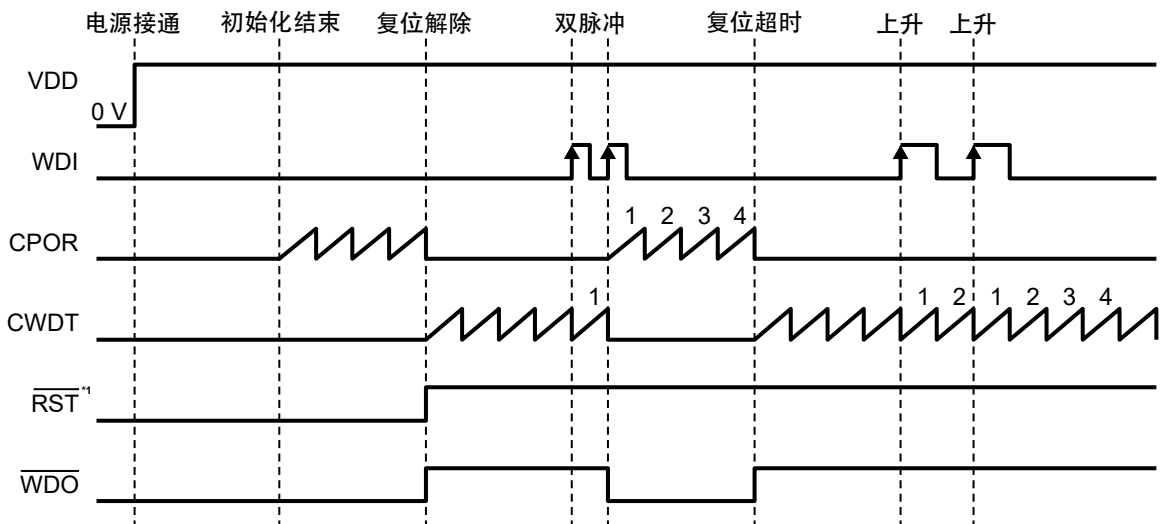 电源接通 初始化结束 复位解除 双脉冲 复位超时 上升 上升
VDD
0 V
WDI
1 2 3 4
CPOR
1 1 2 1 2 3 4
CWDT
RST *1
WDO